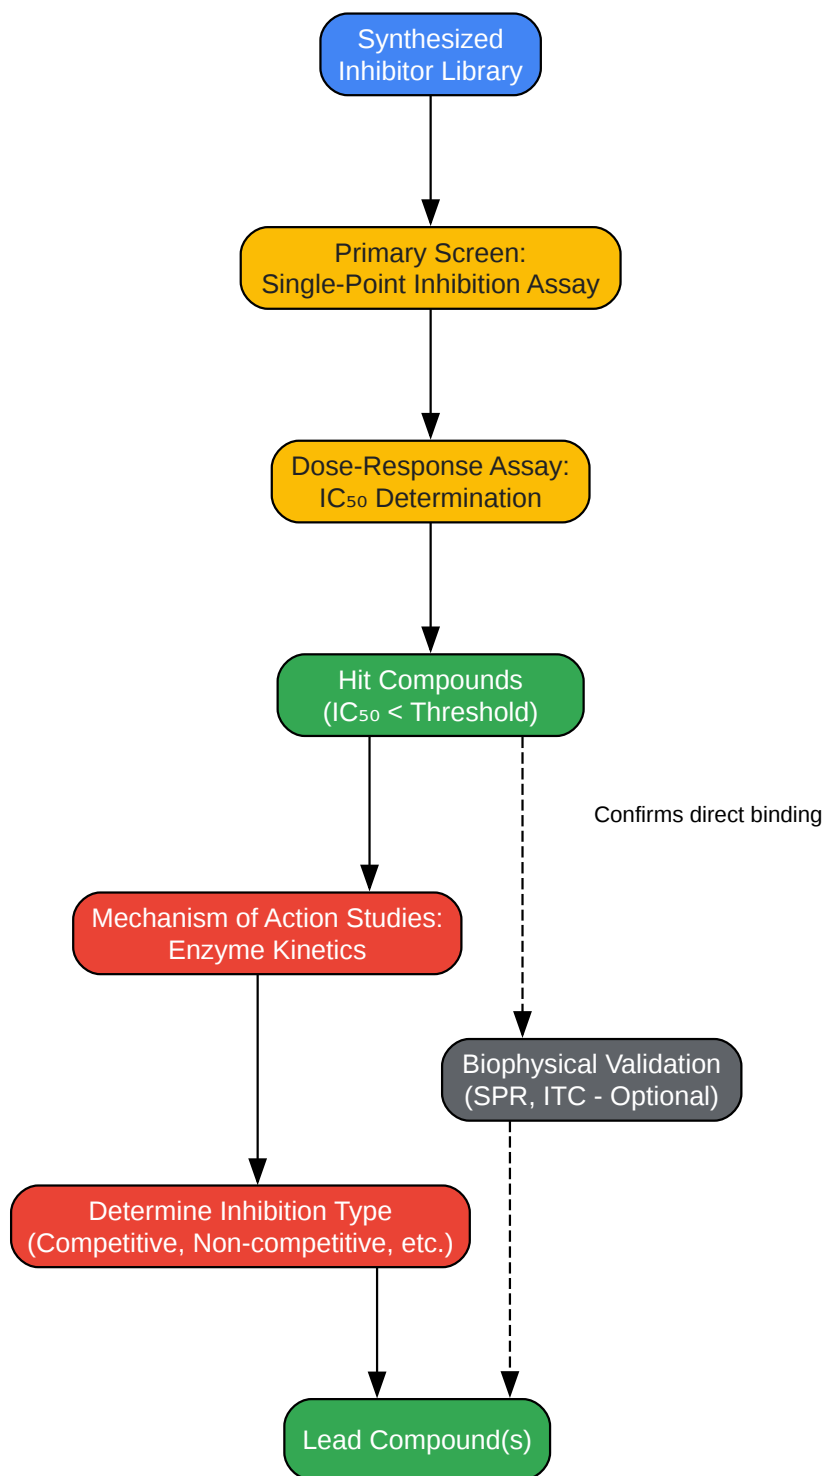 Synthesized
Inhibitor Library
Primary Screen:
Single-Point Inhibition Assay
Dose-Response Assay:
IC₅₀ Determination
Hit Compounds
(IC₅₀ < Threshold)
Confirms direct binding
Mechanism of Action Studies:
Enzyme Kinetics
Biophysical Validation
(SPR, ITC - Optional)
Determine Inhibition Type
(Competitive, Non-competitive, etc.)
Lead Compound(s)